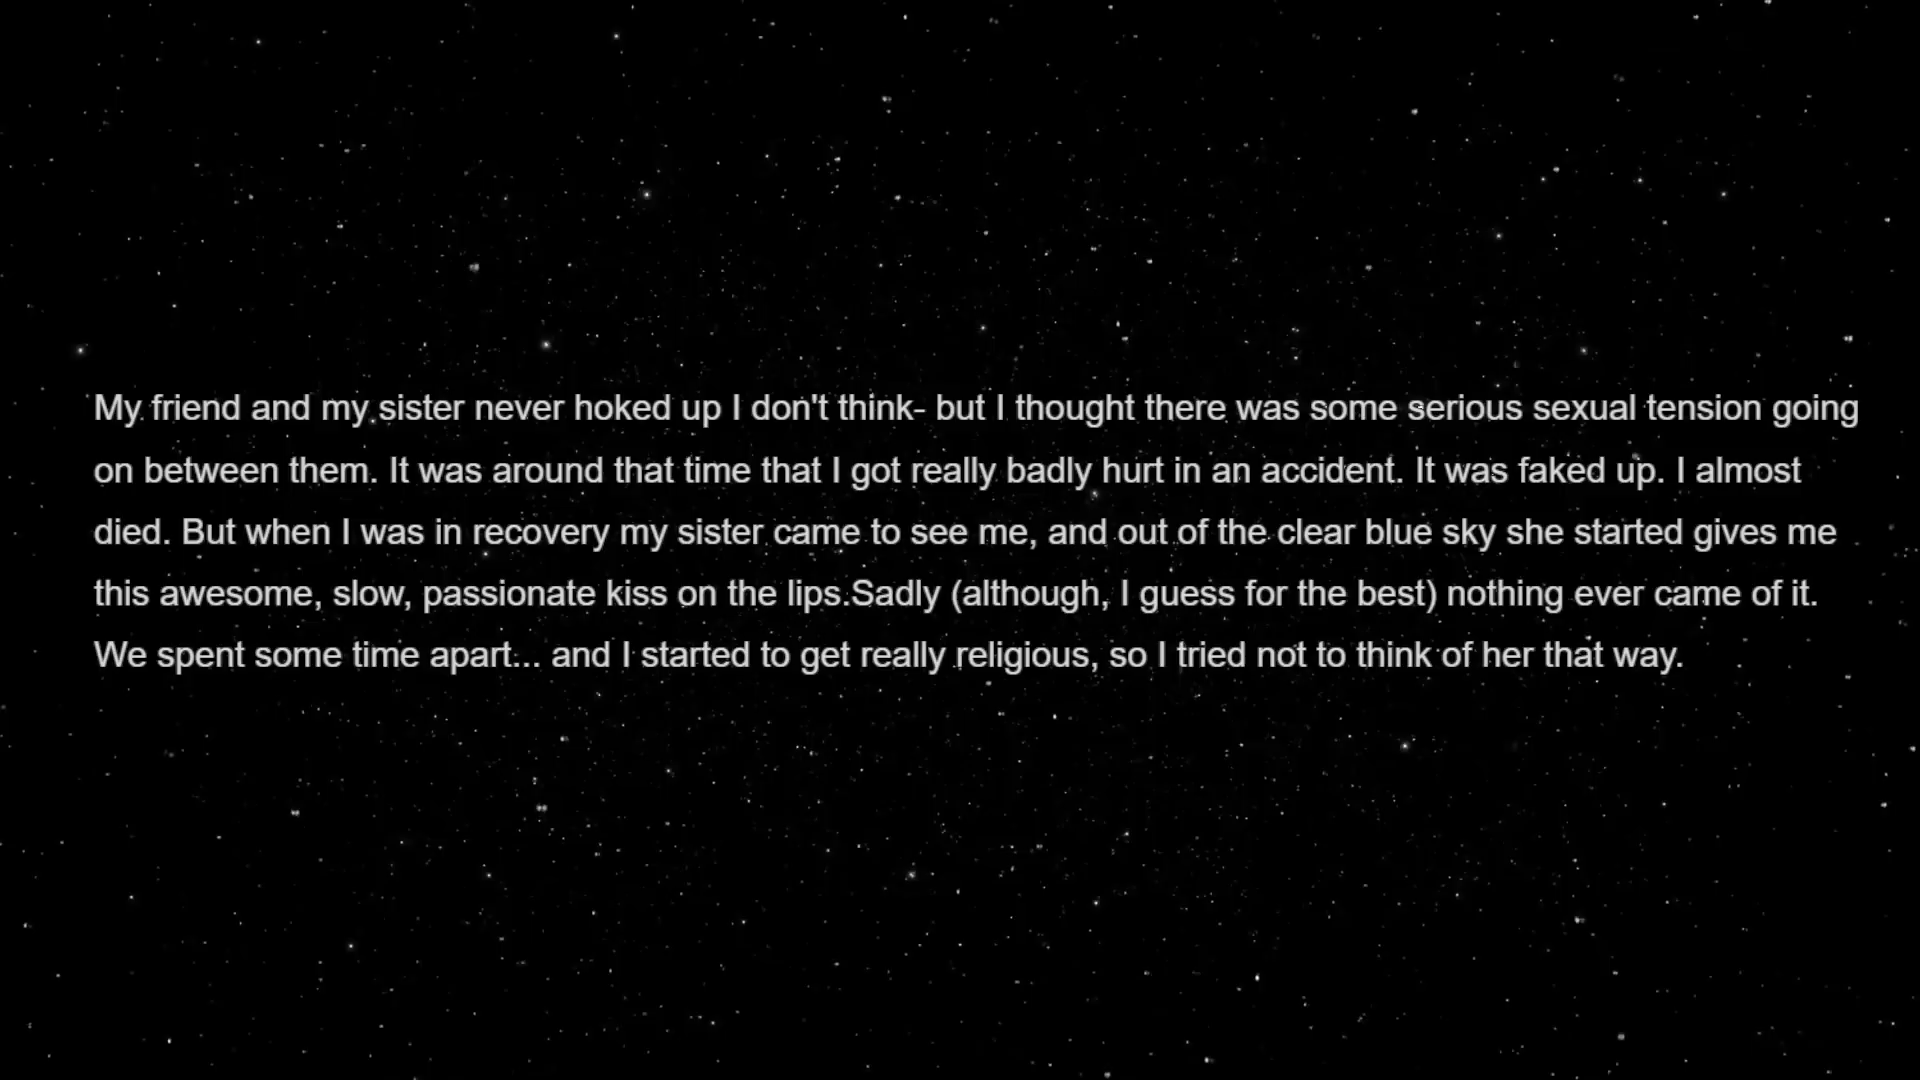 My friend and my sister never hoked up I don't think- but I thought there was some serious sexual tension going
on between them. It was around that time that I got really badly hurt in an accident. It was faked up. I almost
died. But when I was in recovery my sister came to see me, and out of the clear blue sky she started gives me
this awesome, slow, passionate kiss on the lips.Sadly (although, I guess for the best) nothing ever came of it.
We spent some time apart... and I started to get really religious, so I tried not to think of her that way.